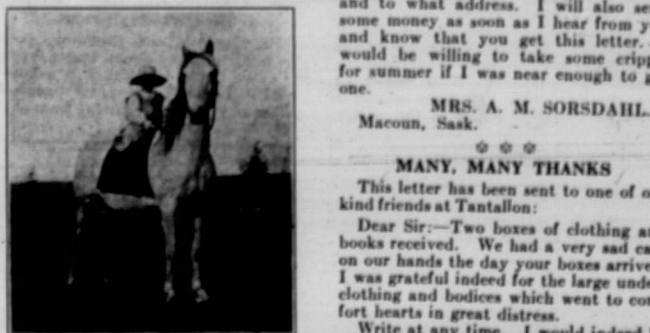 and to what address. I will also se
some money as soon as I hear from y
and know that you get this letter.
would be willing to take some cripp
for summer if I was near enough to g
one.
MRS. A. M. SORSDAHL.
Macoun, Sask.
MANY, MANY THANKS
This letter has been sent to one of o
kind friends at Tantallon:
Dear Sir:—Two boxes of clothing a
books received. We had a very sad ca
on our hands the day your boxes arrive
I was grateful indeed for the large unde
clothing and bodices which went to co
fort hearts in great distress.
Write at any time. I would indeed